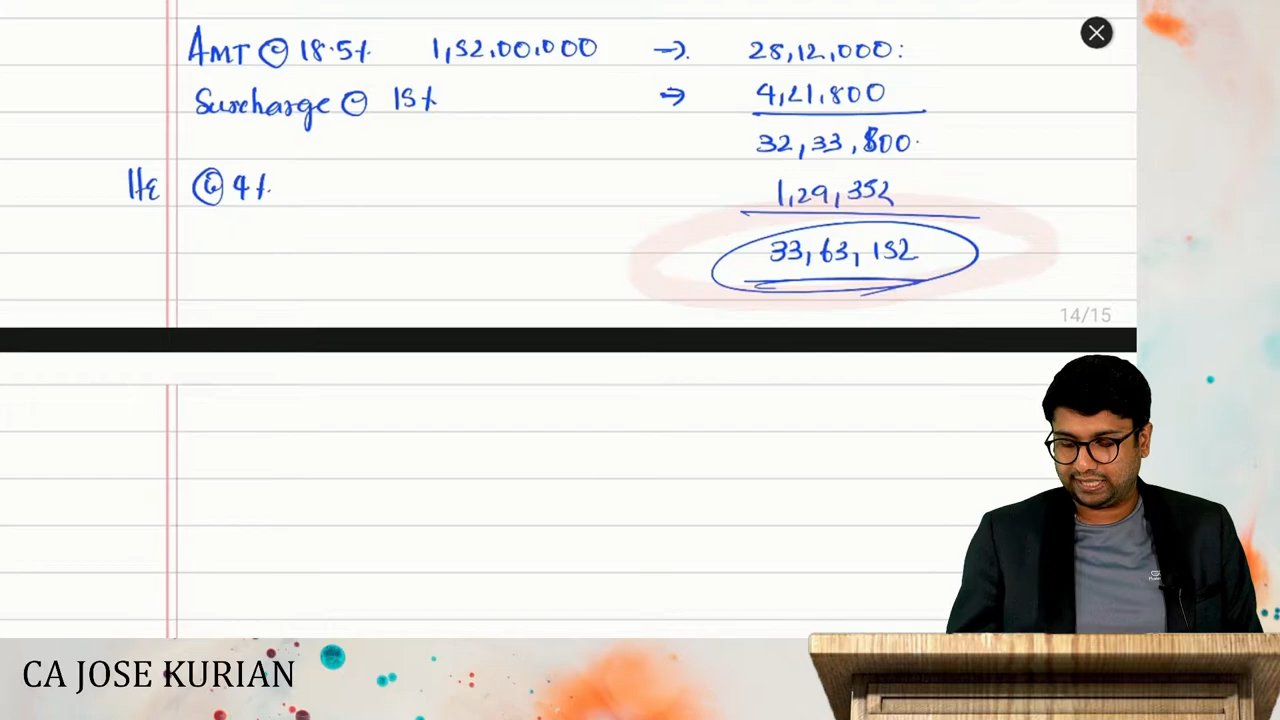 AMT @ 18.5% 1,52,00,000 → 28,12,000
Surcharge @ 15% → 4,21,800
32,33,800
HE @ 4% 1,29,352
33,63,152
14/15
CA JOSE KURIAN